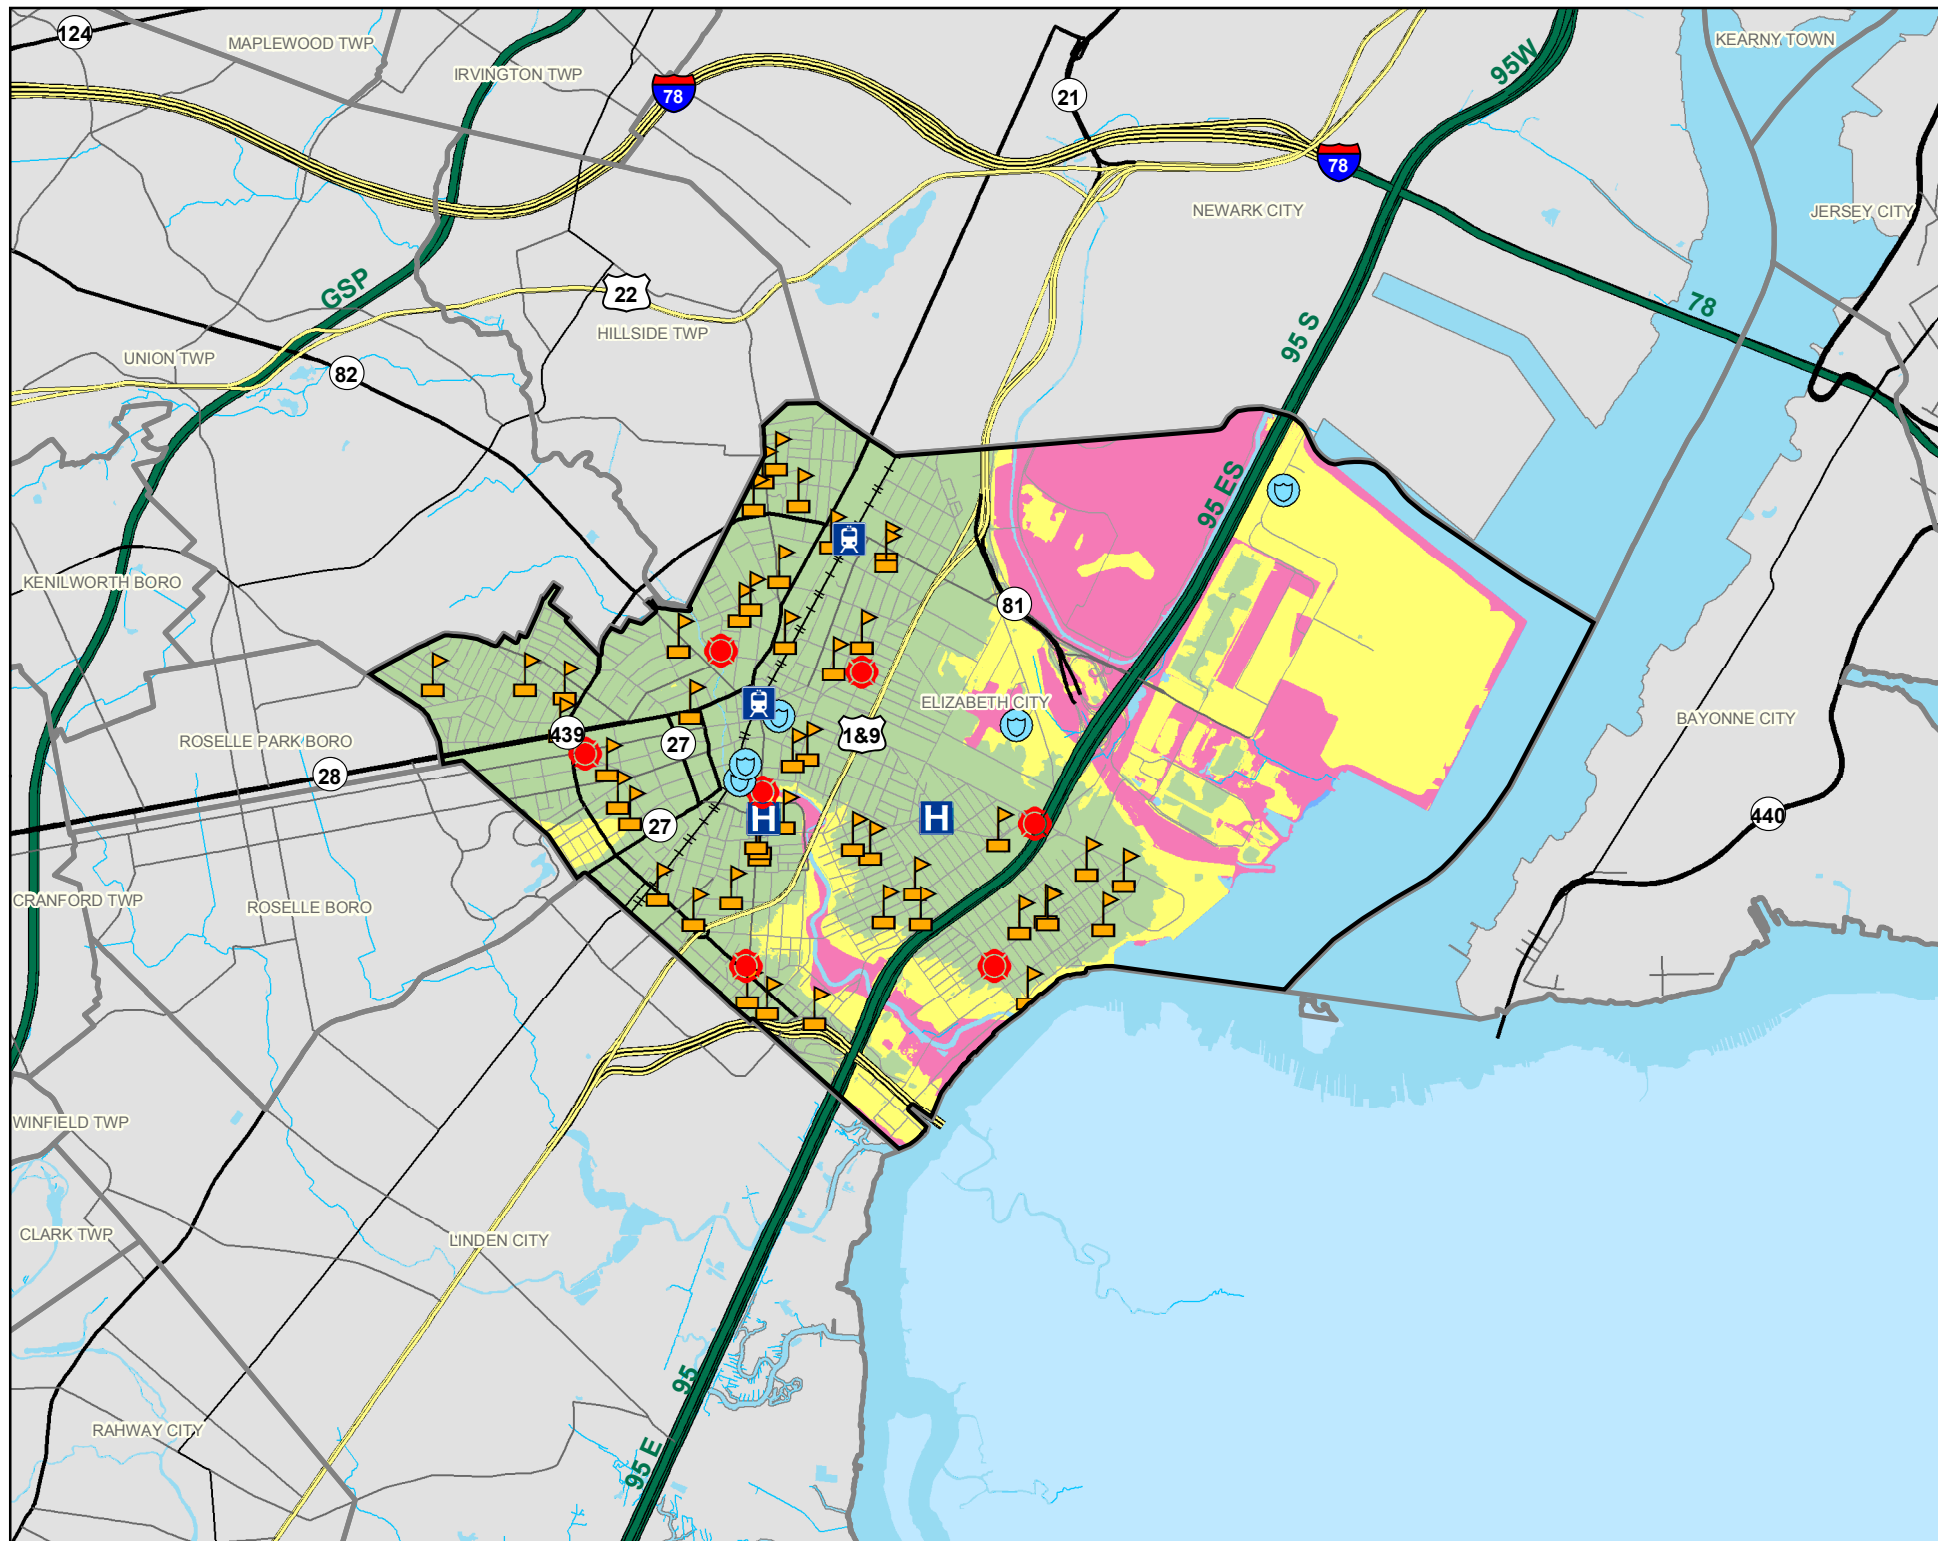 124
MAPLEWOOD TWP
IRVINGTON TWP
78
21
95W
KEARNY TOWN
78
NEWARK CITY
JERSEY CITY
GSP
22
HILLSIDE TWP
78
95 S
UNION TWP
82
95 ES
KENILWORTH BORO
81
ELIZABETH CITY
BAYONNE CITY
439
27
1&9
ROSELLE PARK BORO
28
H
H
27
440
CRANFORD TWP
ROSELLE BORO
WINFIELD TWP
CLARK TWP
LINDEN CITY
95
RAHWAY CITY
95 E